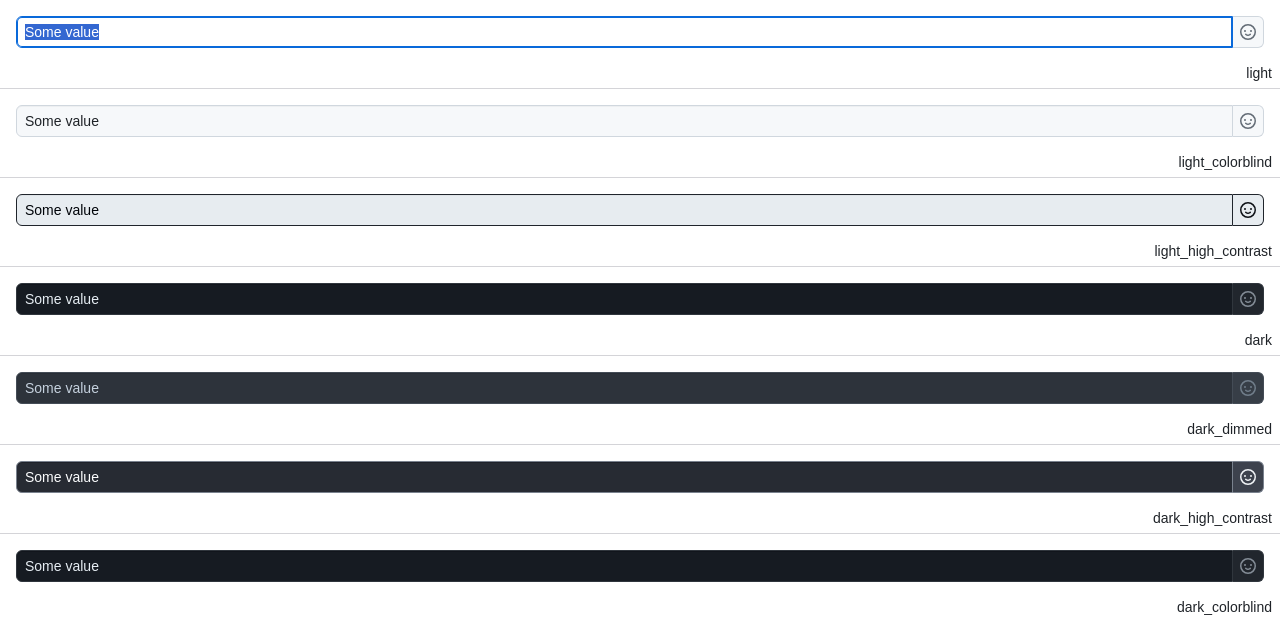 Some value
light
Some value
light_colorblind
Some value
light_high_contrast
Some value
dark
Some value
dark_dimmed
Some value
dark_high_contrast
Some value
dark_colorblind